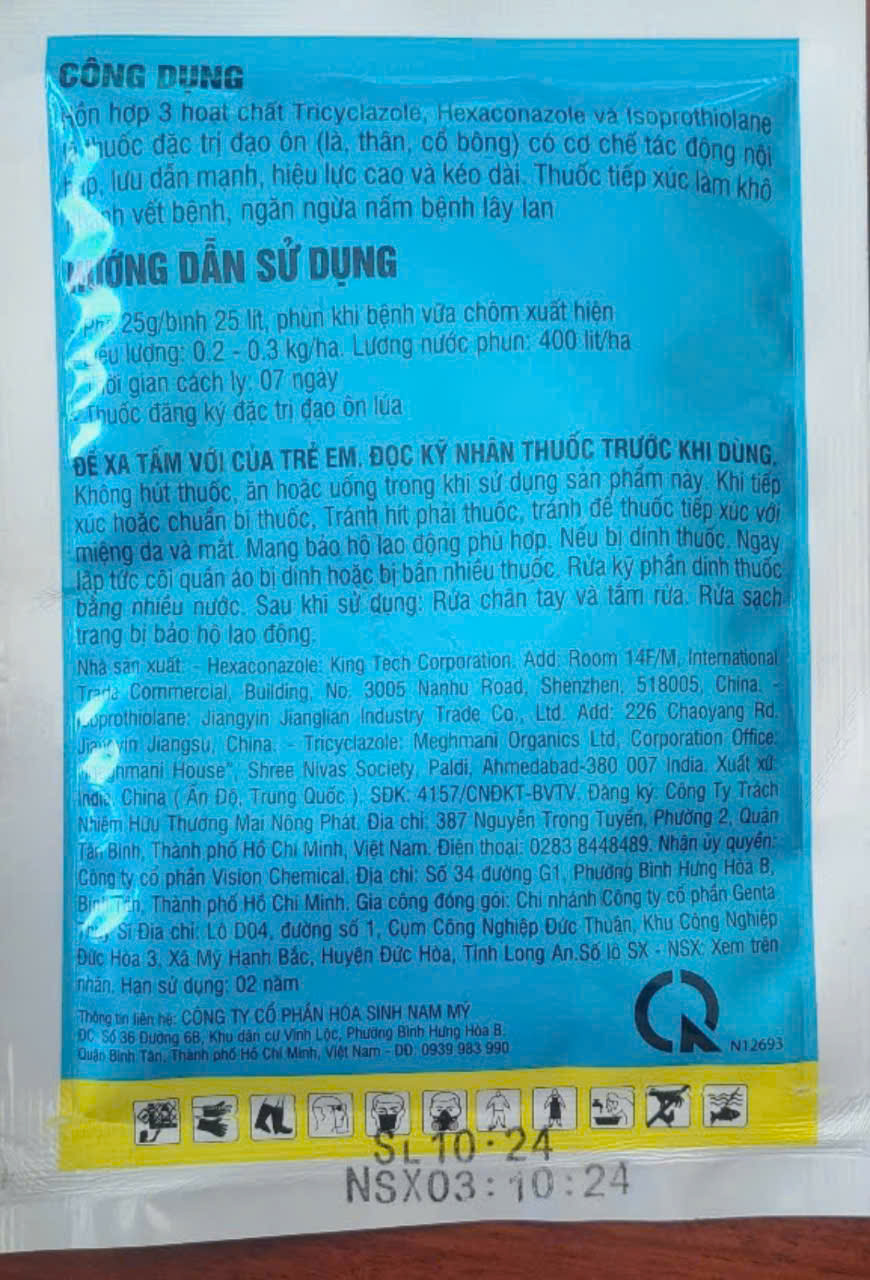 CÔNG DỤNG
hợp 3 hoạt chất Tricyclazole, Hexaconazole và Isoprothiolane
thuốc đặc trị đạo ôn (lá, thân, cổ bông) có cơ chế tác động nội
lưu dẫn mạnh, hiệu lực cao và kéo dài. Thuốc tiếp xúc làm khô
vết bệnh, ngăn ngừa nấm bệnh lây lan
HƯỚNG DẪN SỬ DỤNG
25g/bình 25 lít, phun khi bệnh vừa chớm xuất hiện
lượng: 0.2 - 0.3 kg/ha. Lương nước phun: 400 lit/ha
gian cách ly: 07 ngày
- Thuốc đăng ký đặc trị đạo ôn lúa
ĐỂ XA TẦM VỚI CỦA TRẺ EM. ĐỌC KỸ NHÃN THUỐC TRƯỚC KHI DÙNG.
Không hút thuốc, ăn hoặc uống trong khi sử dụng sản phẩm này. Khi tiếp
xúc hoặc chuẩn bị thuốc, Tránh hít phải thuốc, tránh để thuốc tiếp xúc với
miệng da và mắt. Mang bảo hộ lao động phù hợp. Nếu bị dính thuốc. Ngay
lập tức cởi quần áo bị dính hoặc bị bẩn nhiều thuốc. Rửa kỹ phần dính thuốc
bằng nhiều nước. Sau khi sử dụng: Rửa chân tay và tắm rửa. Rửa sạch
trang bị bảo hộ lao động.
Nhà sản xuất: - Hexaconazole: King Tech Corporation. Add: Room 14F/M, International
Trade Commercial, Building, No. 3005 Nanhu Road, Shenzhen, 518005, China. -
Isoprothiolane: Jiangyin Jianglian Industry Trade Co., Ltd. Add: 226 Chaoyang Rd.
Jiangyin Jiangsu, China. - Tricyclazole: Meghmani Organics Ltd, Corporation Office:
"Meghmani House", Shree Nivas Society, Paldi, Ahmedabad-380 007 India. Xuất xứ:
India, China ( Ấn Độ, Trung Quốc ). SĐK: 4157/CNĐKT-BVTV. Đăng ký: Công Ty Trách
Nhiệm Hữu Thương Mại Nông Phát. Địa chỉ: 387 Nguyễn Trọng Tuyển, Phường 2, Quận
Tân Bình, Thành phố Hồ Chí Minh, Việt Nam. Điện thoại: 0283 8448489. Nhận ủy quyền:
Công ty cổ phần Vision Chemical. Địa chỉ: Số 34 đường G1, Phường Bình Hưng Hòa B,
Bình Tân, Thành phố Hồ Chí Minh. Gia công đóng gói: Chi nhánh Công ty cổ phần Genta
Thụy Sĩ Địa chỉ: Lô D04, đường số 1, Cụm Công Nghiệp Đức Thuận, Khu Công Nghiệp
Đức Hòa 3, Xã Mỹ Hạnh Bắc, Huyện Đức Hòa, Tỉnh Long An.Số lô SX - NSX: Xem trên
nhãn. Hạn sử dụng: 02 năm
Thông tin liên hệ: CÔNG TY CỔ PHẦN HÓA SINH NAM MỸ
ĐC: Số 36 Đường 6B, Khu dân cư Vĩnh Lộc, Phường Bình Hưng Hòa B,
Quận Bình Tân, Thành phố Hồ Chí Minh, Việt Nam - DĐ: 0939 983 990
N12693
SL10·24
NSX03:10:24